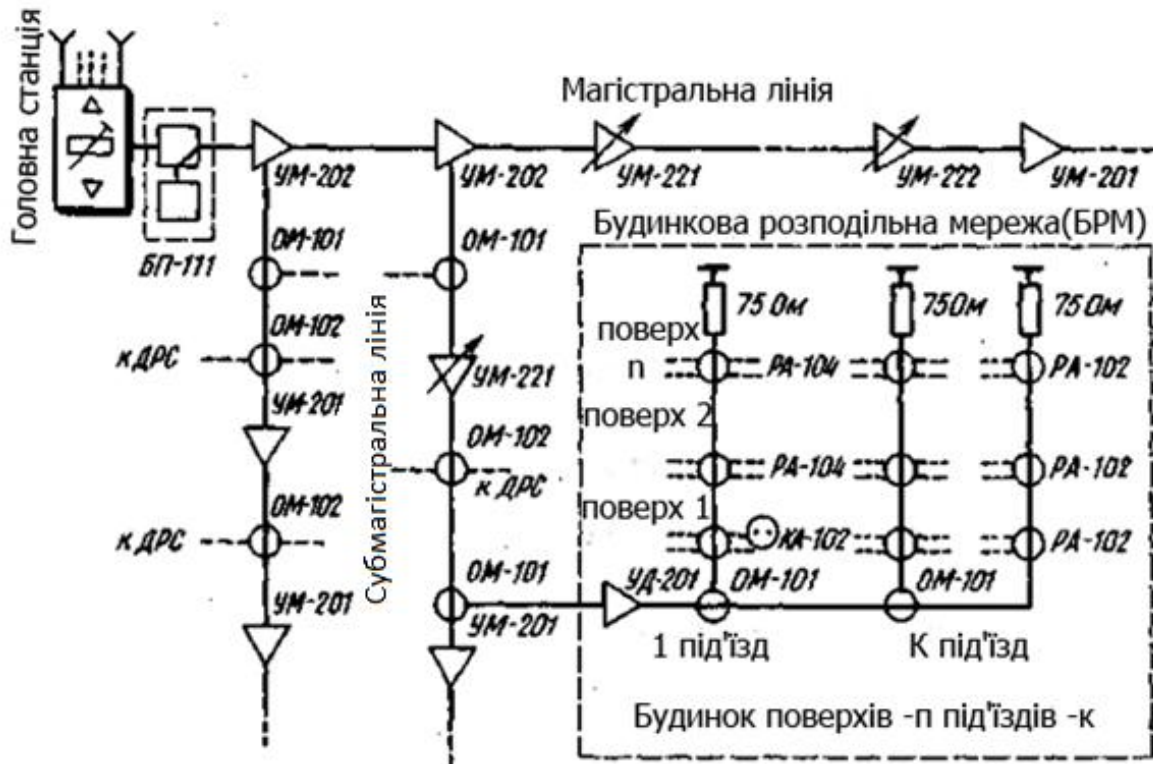 Головна станція
Магістральна лінія
УМ-202
УМ-202
УМ-221
УМ-222
УМ-201
БП-111
Будинкова розподільна мережа(БРМ)
ОМ-101
ОМ-101
75 Ом
75 Ом
75 Ом
Субмагістральна лінія
ОМ-102
к ДРС
поверх
n
РА-104
РА-102
УМ-201
УМ-221
поверх 2
ОМ-102
к ДРС
РА-104
РА-102
ОМ-102
к ДРС
поверх 1
КА-102
РА-102
ОМ-101
УД-201
ОМ-101
ОМ-101
УМ-201
УМ-201
1 під'їзд
К під'їзд
Будинок поверхів -п під'їздів -к